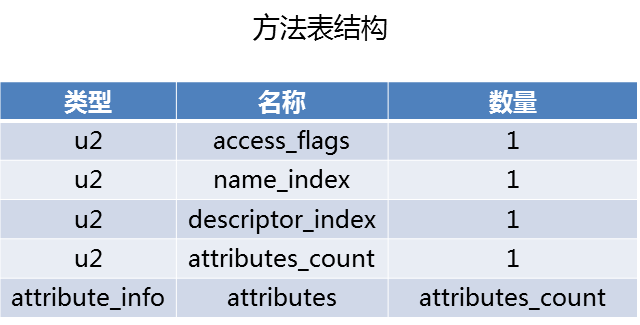 方法表结构
类型 名称 数量
u2 access_flags 1
u2 name_index 1
u2 descriptor_index 1
u2 attributes_count 1
attribute_info attributes attributes_count